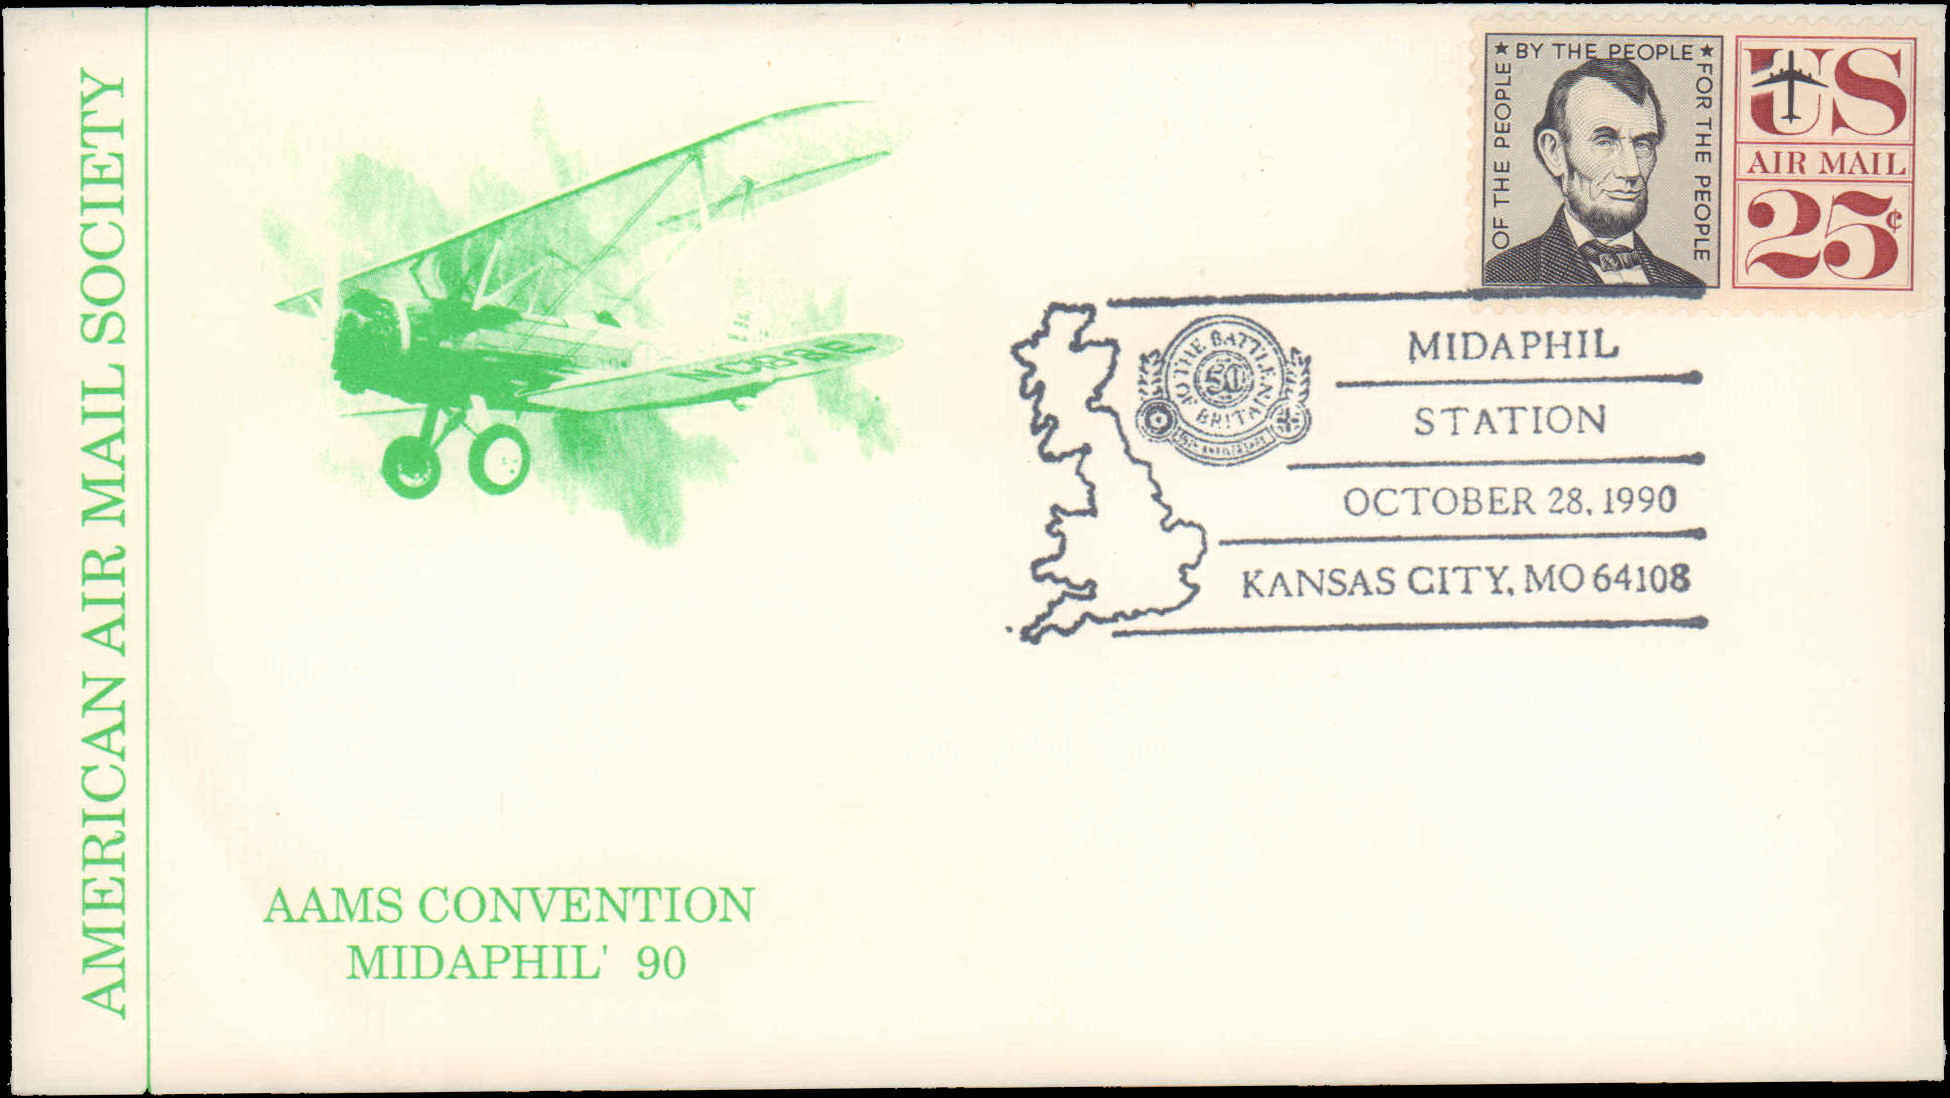 AMERICAN AIR MAIL SOCIETY
OF THE PEOPLE ★ BY THE PEOPLE ★ FOR THE PEOPLE
US
AIR MAIL
25¢
THE BATTLE
OF BRITAIN
50
MIDAPHIL
STATION
OCTOBER 28, 1990
KANSAS CITY, MO 64108
AAMS CONVENTION
MIDAPHIL' 90